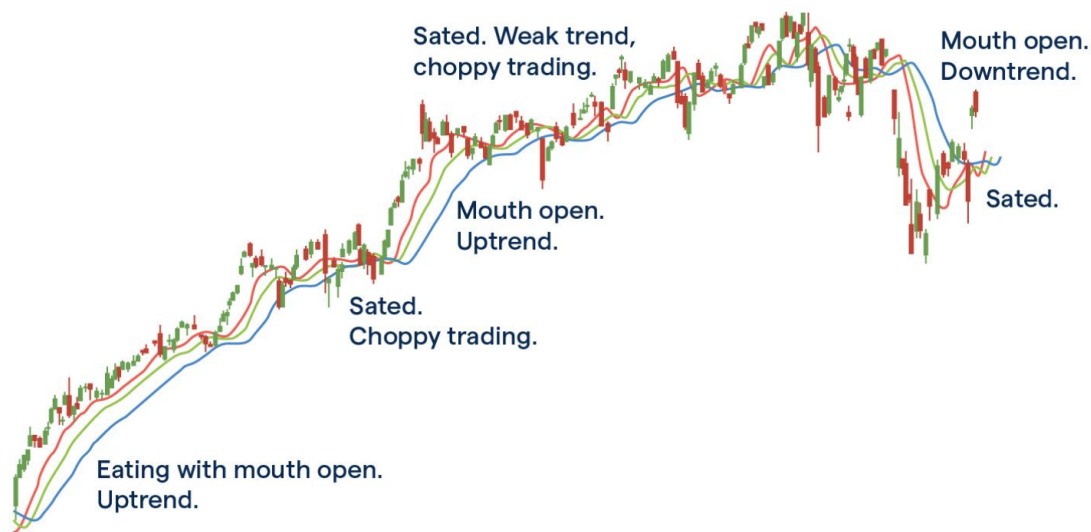 Sated. Weak trend,
choppy trading.
Mouth open.
Downtrend.
Mouth open.
Uptrend.
Sated.
Sated.
Choppy trading.
Eating with mouth open.
Uptrend.